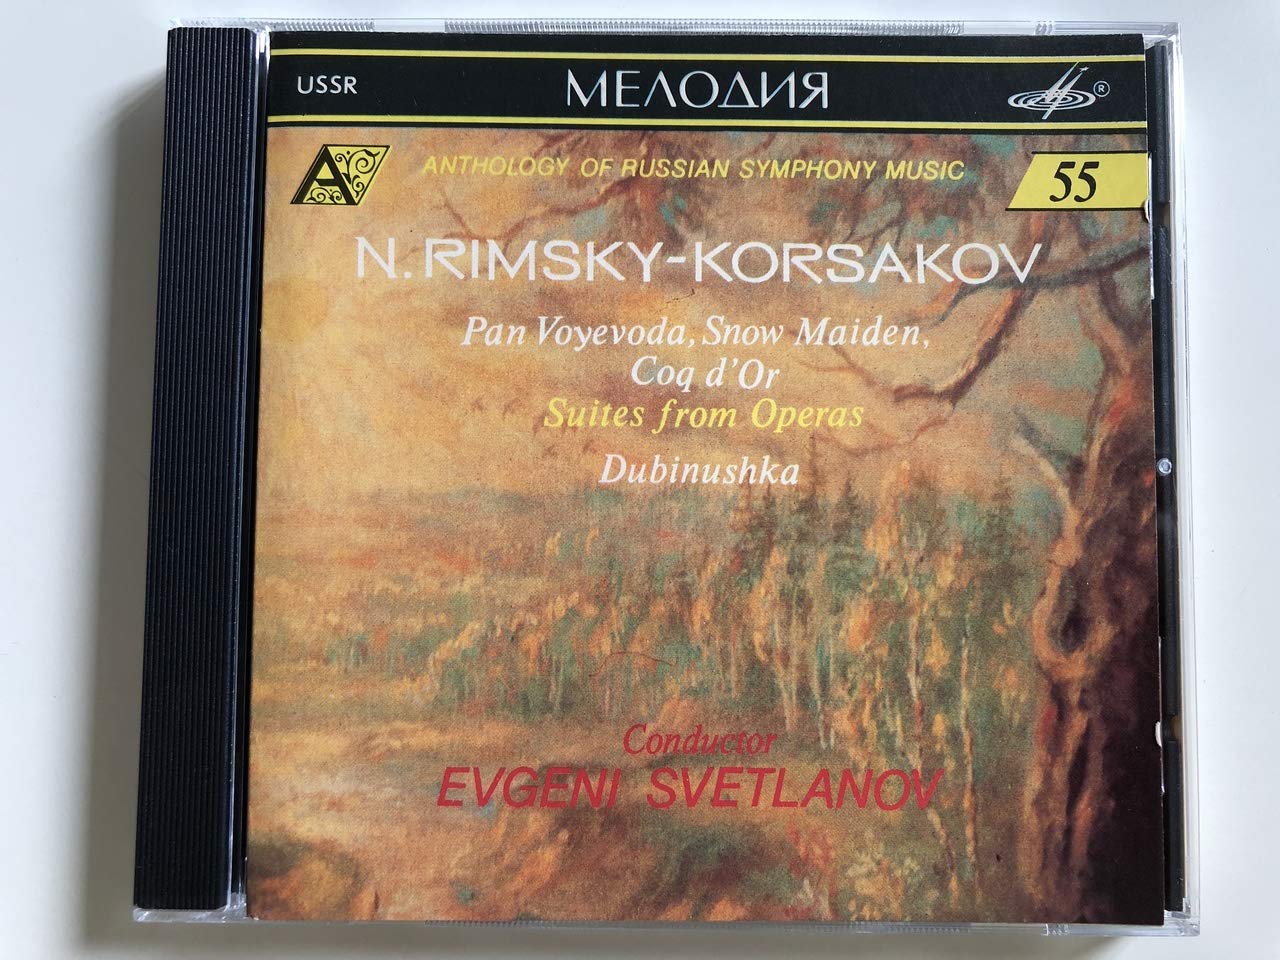 USSR
МЕЛОДИЯ
®
A
ANTHOLOGY OF RUSSIAN SYMPHONY MUSIC
55
N. RIMSKY-KORSAKOV
Pan Voyevoda, Snow Maiden,
Coq d'Or
Suites from Operas
Dubinushka
Conductor
EVGENI SVETLANOV